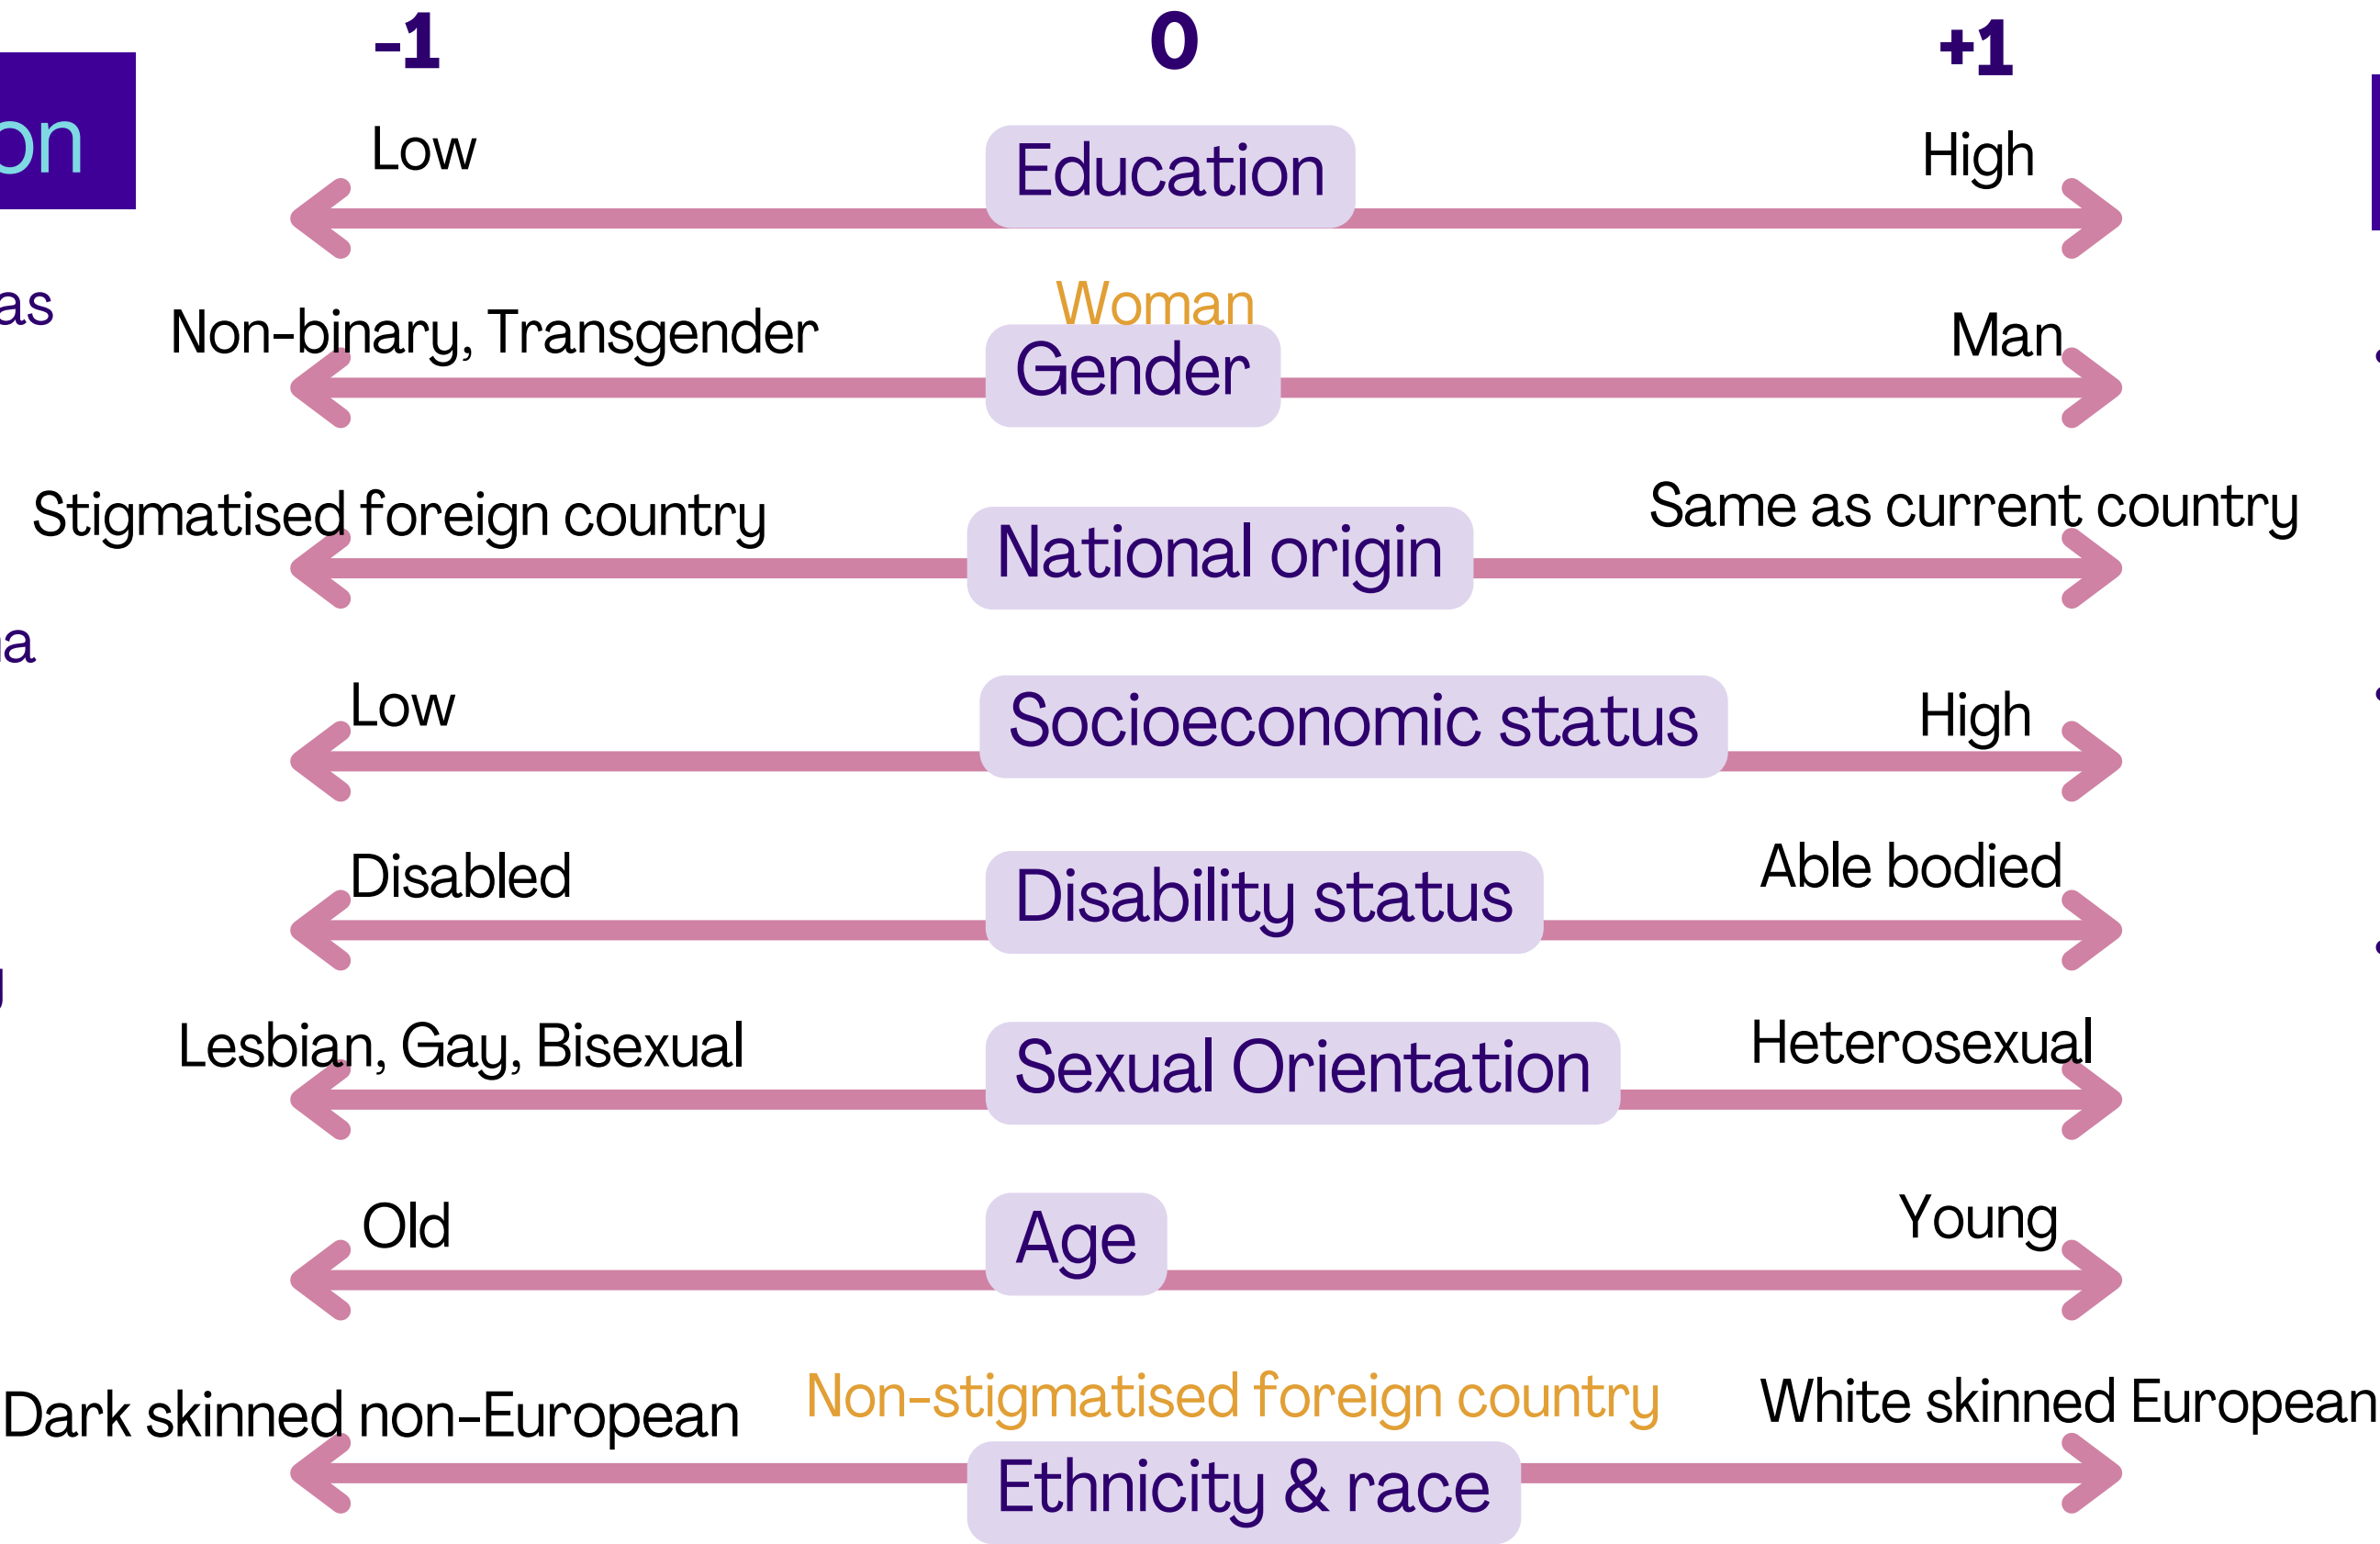 -1 0 +1
on
Low Education High
as
Woman
Non-binary, Transgender Gender Man
Stigmatised foreign country National origin Same as current country
Low Socioeconomic status High
Disabled Disability status Able bodied
Lesbian, Gay, Bisexual Sexual Orientation Heterosexual
Old Age Young
Non-stigmatised foreign country
Dark skinned non-European Ethnicity & race White skinned European